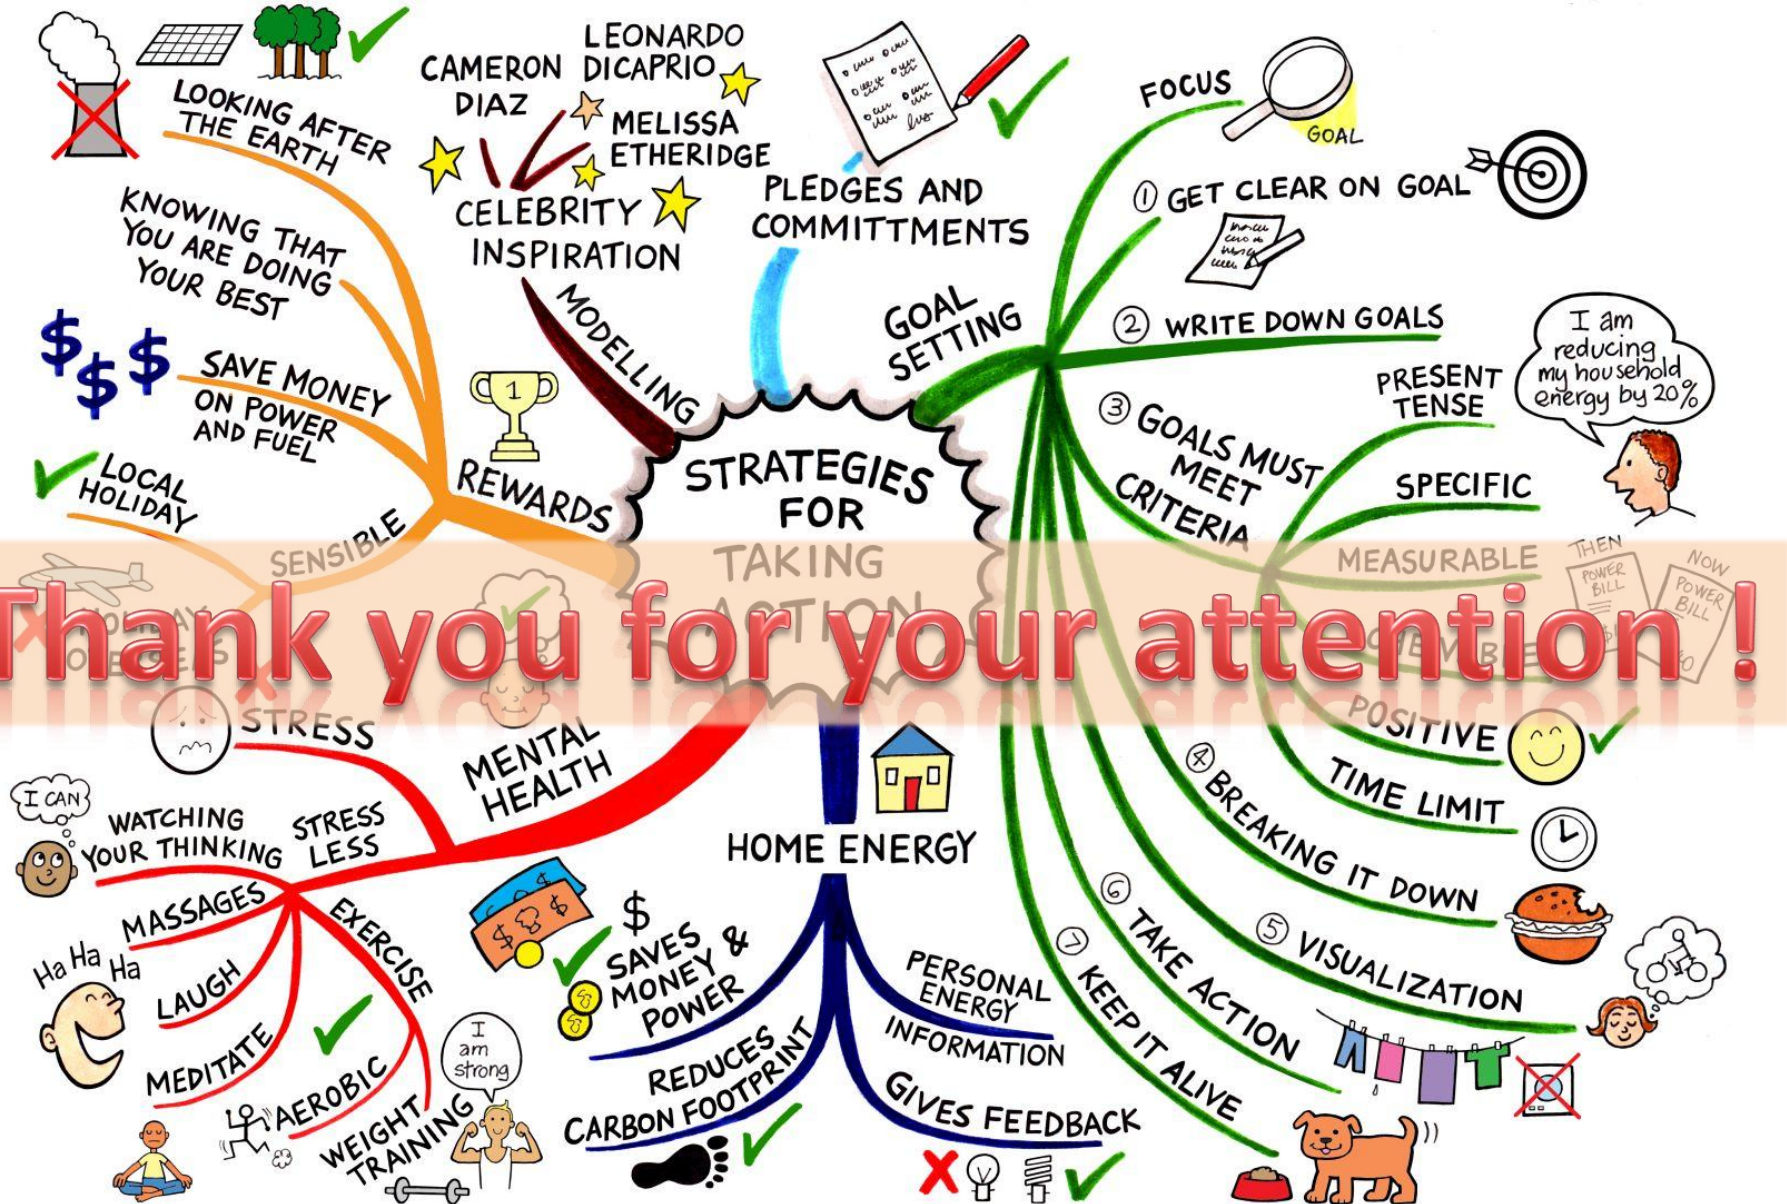 STRATEGIES
FOR
TAKING
ACTION
Thank you for your attention !
GOAL
SETTING
FOCUS
GOAL
① GET CLEAR ON GOAL
② WRITE DOWN GOALS
③ GOALS MUST
MEET
CRITERIA
PRESENT
TENSE
I am
reducing
my household
energy by 20%
SPECIFIC
MEASURABLE
THEN
POWER
BILL
NOW
POWER
BILL
POSITIVE
TIME LIMIT
④ BREAKING IT DOWN
⑤ VISUALIZATION
⑥ TAKE ACTION
⑦ KEEP IT ALIVE
HOME ENERGY
PERSONAL
ENERGY
INFORMATION
GIVES FEEDBACK
REDUCES
CARBON FOOTPRINT
$
SAVES
MONEY &
POWER
MENTAL
HEALTH
STRESS
STRESS
LESS
WATCHING
YOUR THINKING
I CAN
MASSAGES
LAUGH
Ha Ha Ha
MEDITATE
EXERCISE
AEROBIC
WEIGHT
TRAINING
I
am
strong
REWARDS
1
LOOKING AFTER
THE EARTH
KNOWING THAT
YOU ARE DOING
YOUR BEST
$ $ $
SAVE MONEY
ON POWER
AND FUEL
SENSIBLE
LOCAL
HOLIDAY
HOLIDAY
MODELLING
CELEBRITY
INSPIRATION
CAMERON
DIAZ
LEONARDO
DICAPRIO
MELISSA
ETHERIDGE
PLEDGES AND
COMMITTMENTS